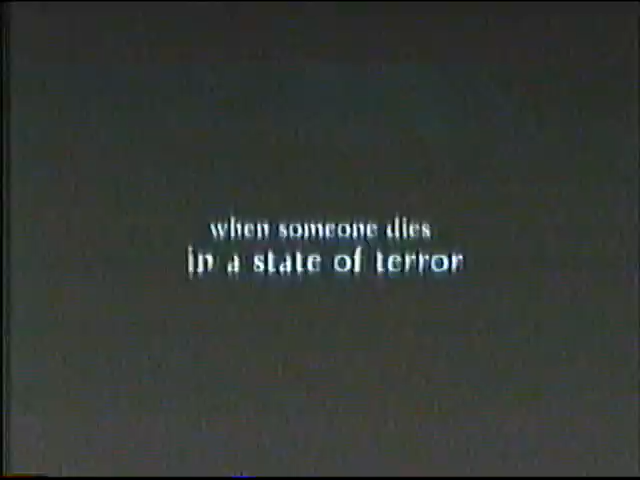 when someone dies
in a state of terror